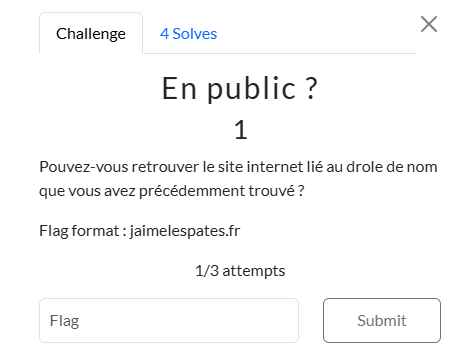 Challenge
4 Solves
En public ?
1
Pouvez-vous retrouver le site internet lié au drole de nom
que vous avez précédemment trouvé ?
Flag format : jaimelespates.fr
1/3 attempts
Flag
Submit